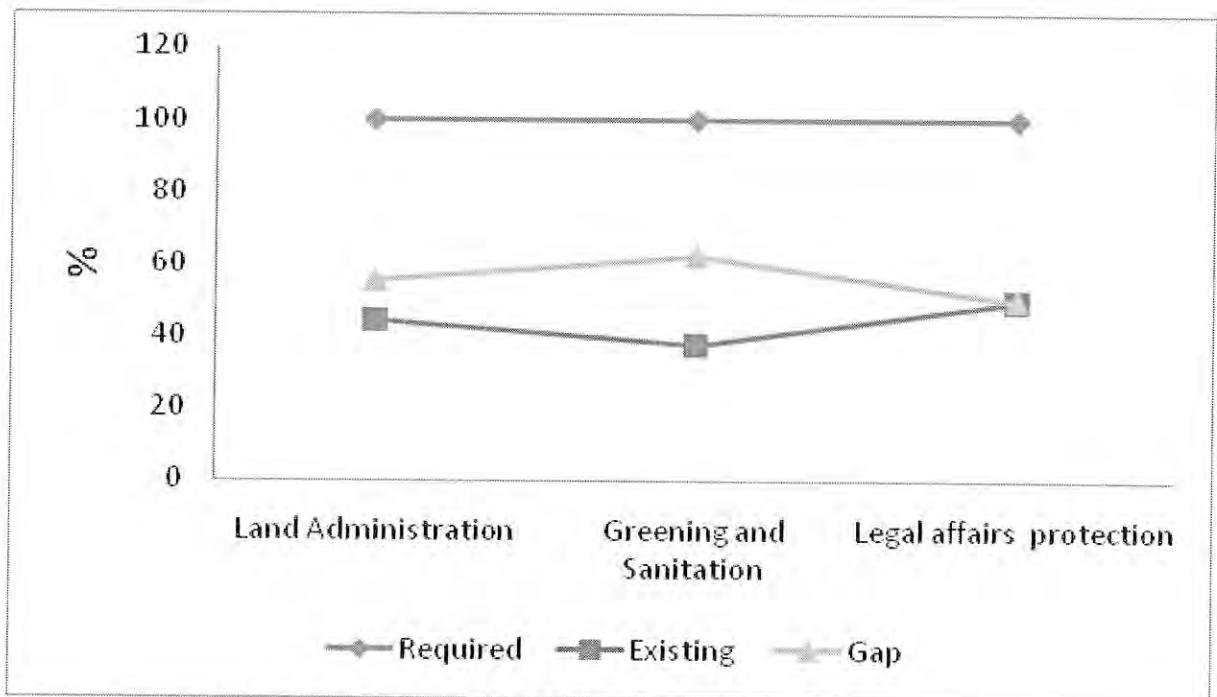 120
100
80
60
40
20
0
%
Land Administration
Greening and
Sanitation
Legal affairs protection
Required
Existing
Gap